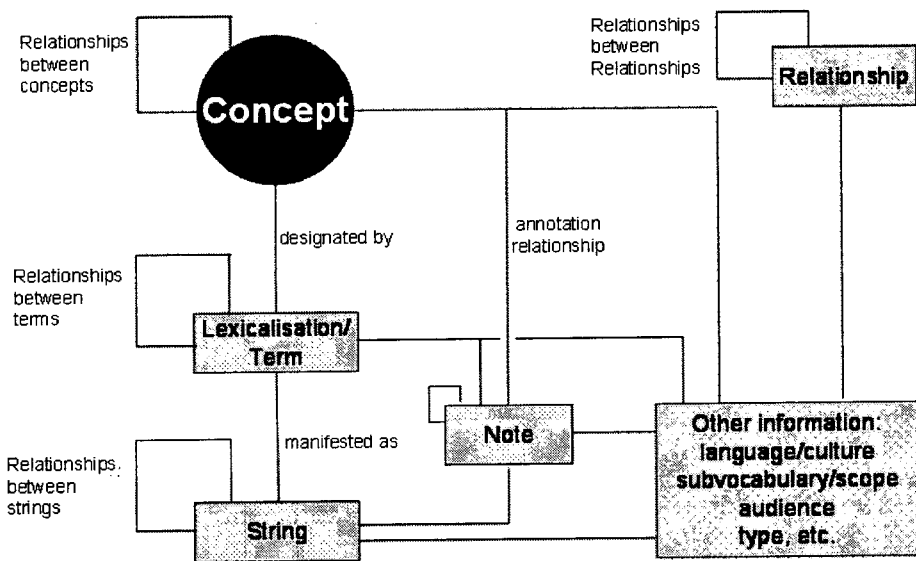 Relationships
between
concepts
Concept
Relationships
between
Relationships
Relationship
designated by
annotation
relationship
Relationships
between
terms
Lexicalisation/
Term
manifested as
Note
Other information:
language/culture
subvocabulary/scope
audience
type, etc.
Relationships.
between
strings
String